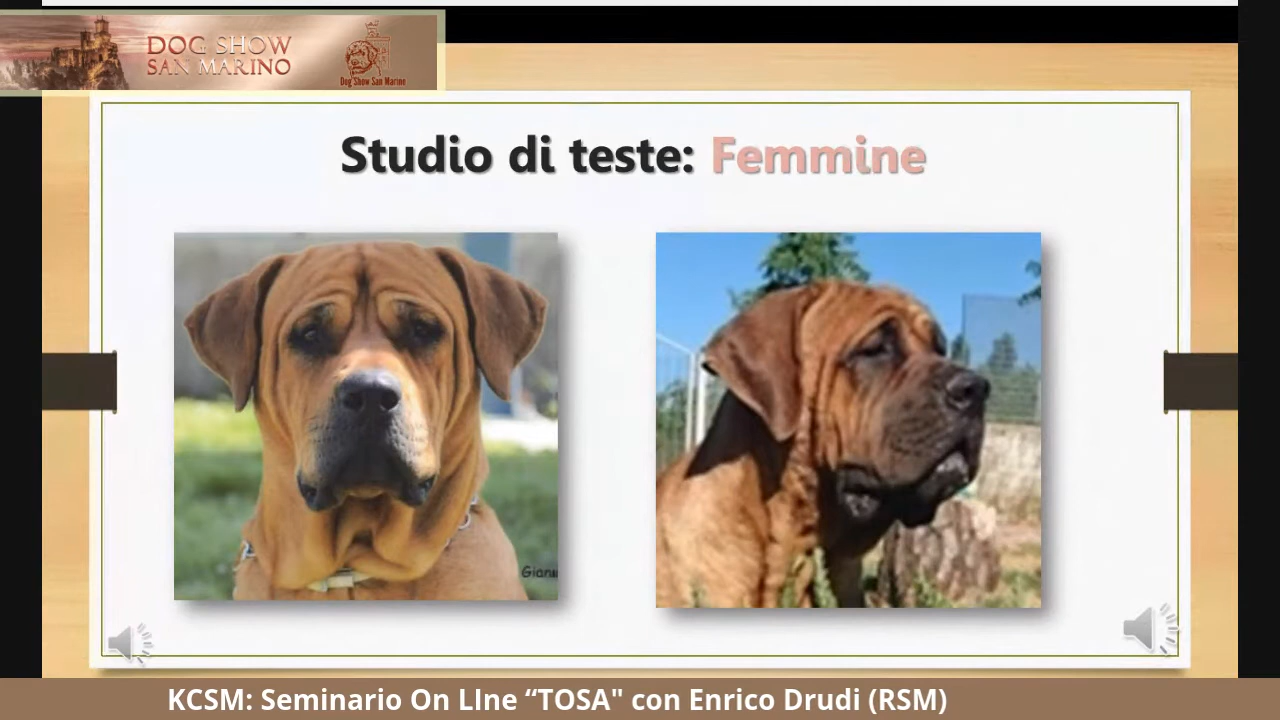 DOG SHOW
SAN MARINO
Dog Show San Marino
Studio di teste: Femmine
Giann
KCSM: Seminario On LIne “TOSA" con Enrico Drudi (RSM)